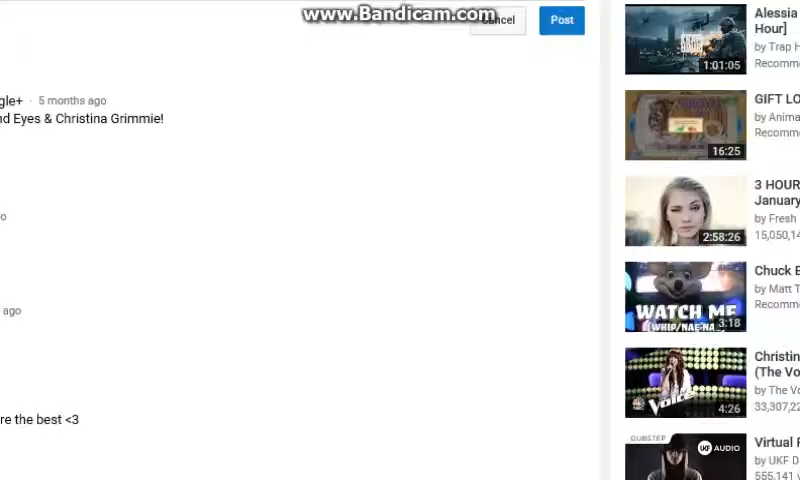 www.Bandicam.com
Cancel
Post
gle+ · 5 months ago
nd Eyes & Christina Grimmie!
o
ago
re the best <3
1:01:05
Alessia
Hour]
by Trap H
Recomme
16:25
GIFT LO
by Anima
Recomme
2:58:26
3 HOUR
January
by Fresh
15,050,14
WATCH ME
(WHIP/NAE-NA
3:18
Chuck E
by Matt T
Recomme
Voice
4:26
Christin
(The Vo
by The Vo
33,307,22
DUBSTEP
UKF AUDIO
Virtual R
by UKF D
555,141 v